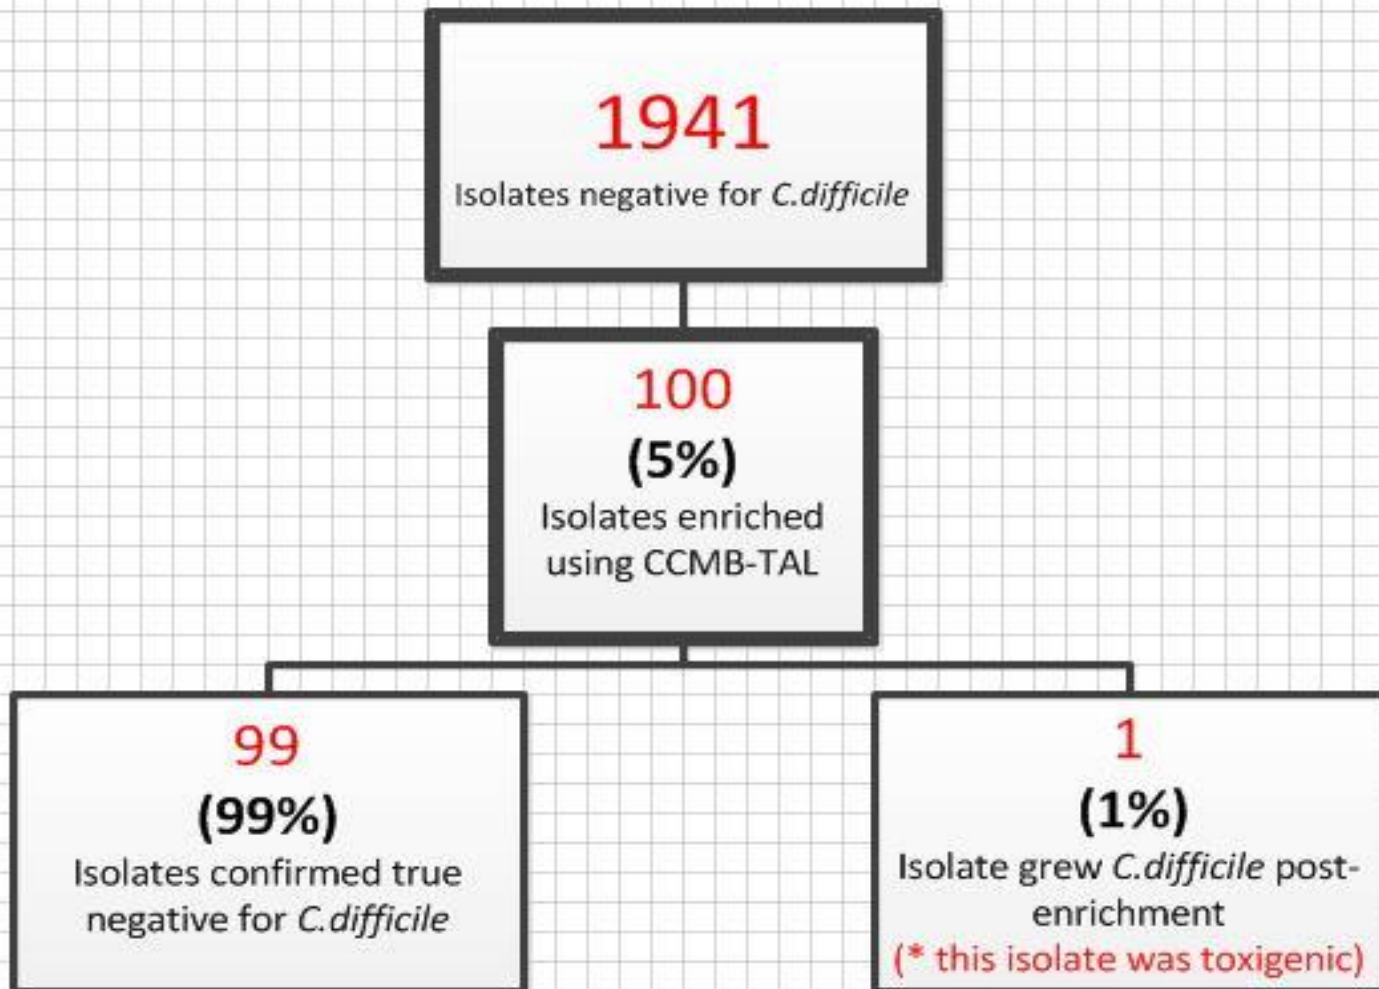 1941
Isolates negative for C.difficile
100
(5%)
Isolates enriched
using CCMB-TAL
99
(99%)
Isolates confirmed true
negative for C.difficile
1
(1%)
Isolate grew C.difficile post-
enrichment
(* this isolate was toxigenic)